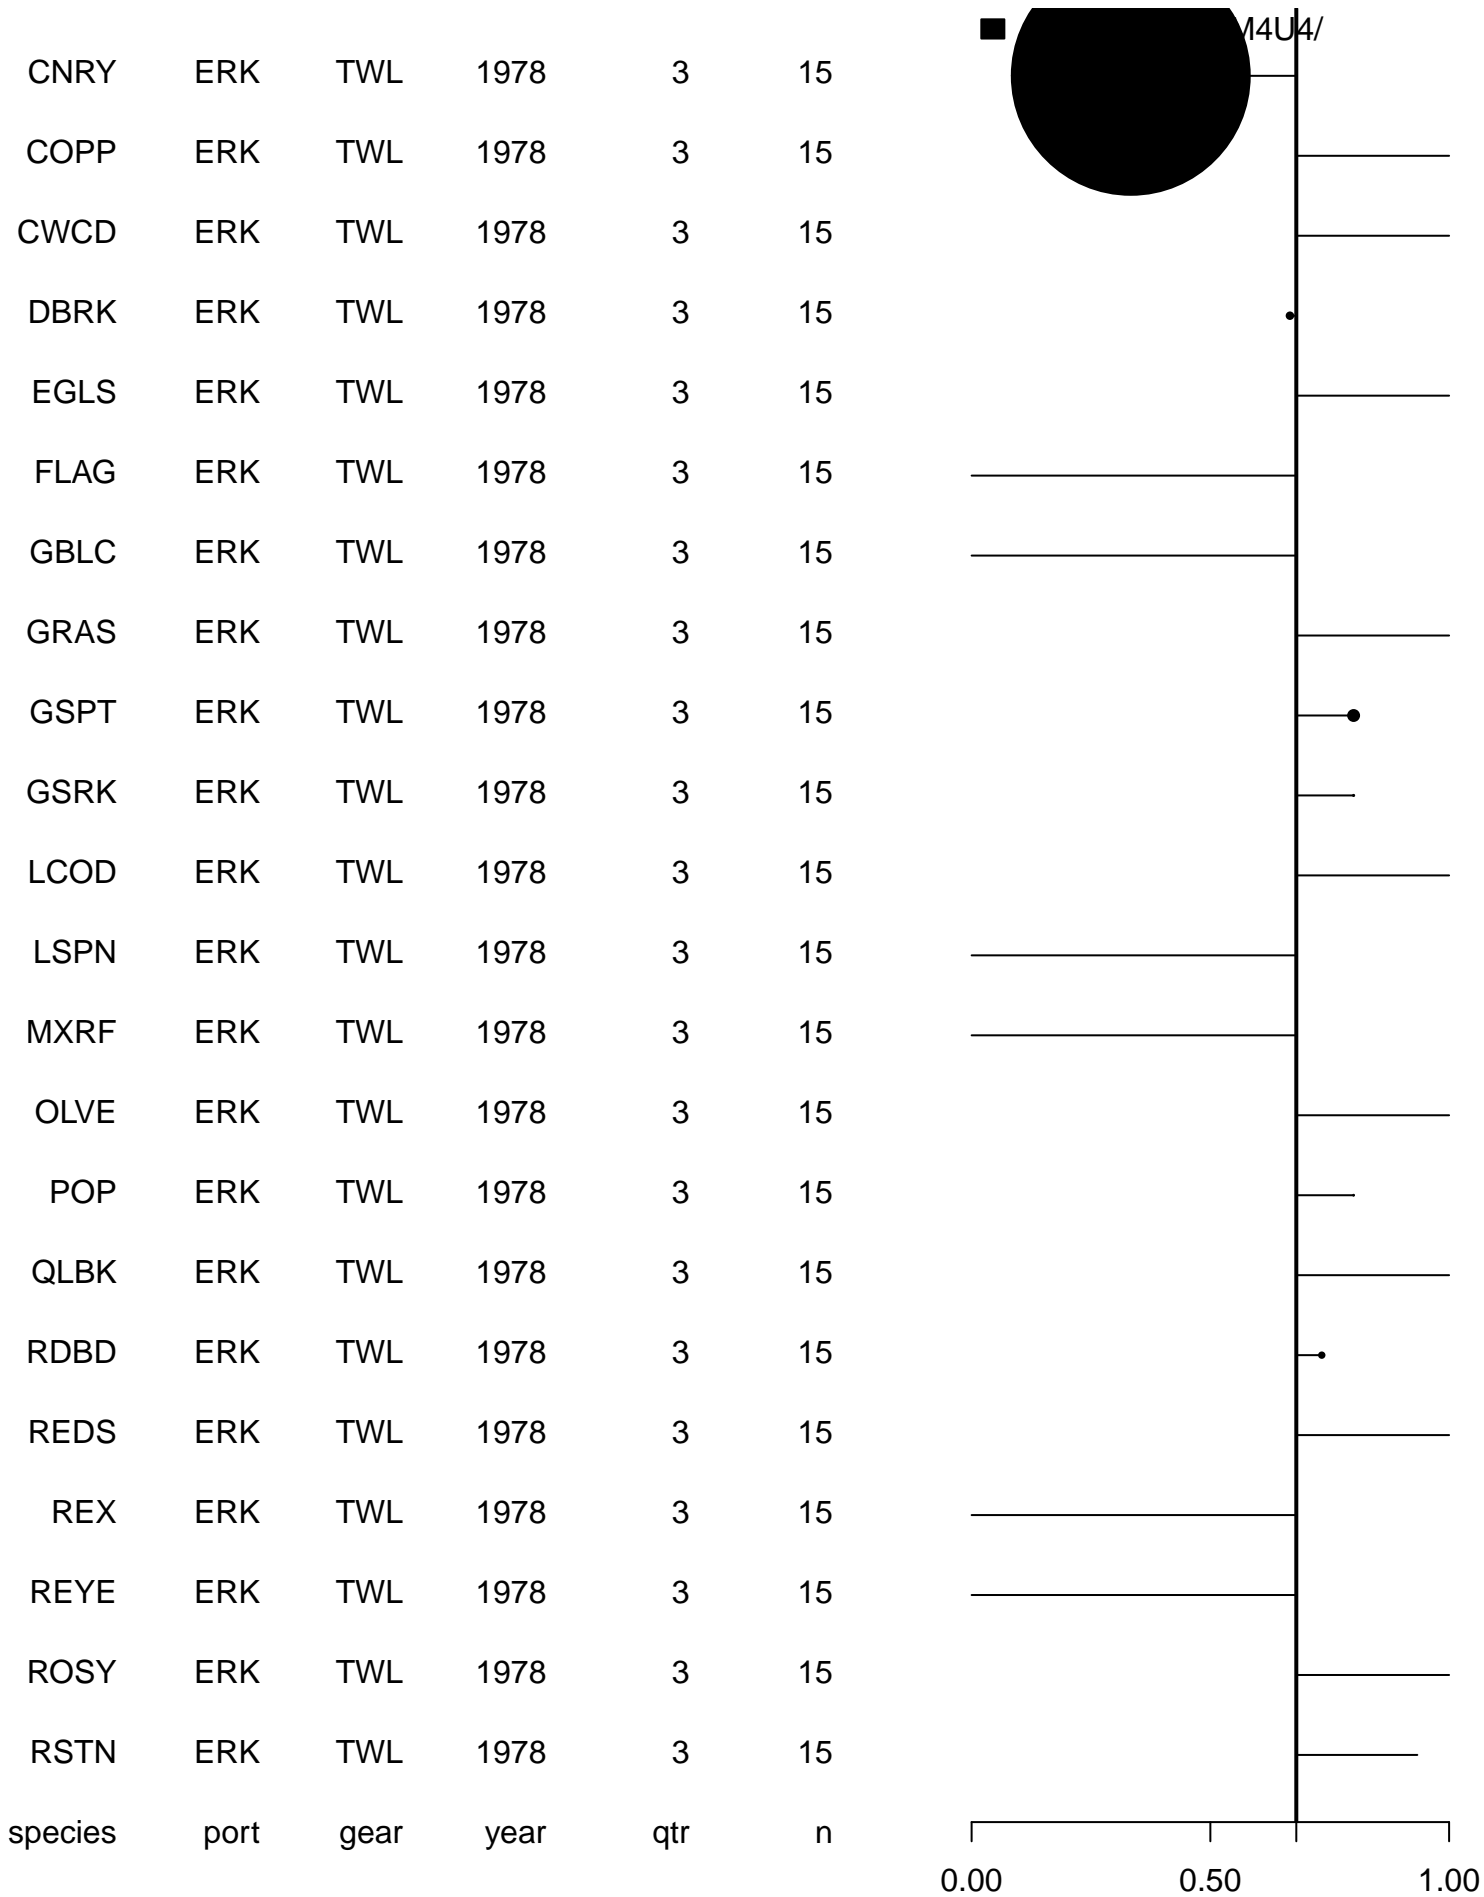 M4U4/
CNRY ERK TWL 1978 3 15
COPP ERK TWL 1978 3 15
CWCD ERK TWL 1978 3 15
DBRK ERK TWL 1978 3 15
EGLS ERK TWL 1978 3 15
FLAG ERK TWL 1978 3 15
GBLC ERK TWL 1978 3 15
GRAS ERK TWL 1978 3 15
GSPT ERK TWL 1978 3 15
GSRK ERK TWL 1978 3 15
LCOD ERK TWL 1978 3 15
LSPN ERK TWL 1978 3 15
MXRF ERK TWL 1978 3 15
OLVE ERK TWL 1978 3 15
POP ERK TWL 1978 3 15
QLBK ERK TWL 1978 3 15
RDBD ERK TWL 1978 3 15
REDS ERK TWL 1978 3 15
REX ERK TWL 1978 3 15
REYE ERK TWL 1978 3 15
ROSY ERK TWL 1978 3 15
RSTN ERK TWL 1978 3 15
species port gear year qtr n
0.00 0.50 1.00